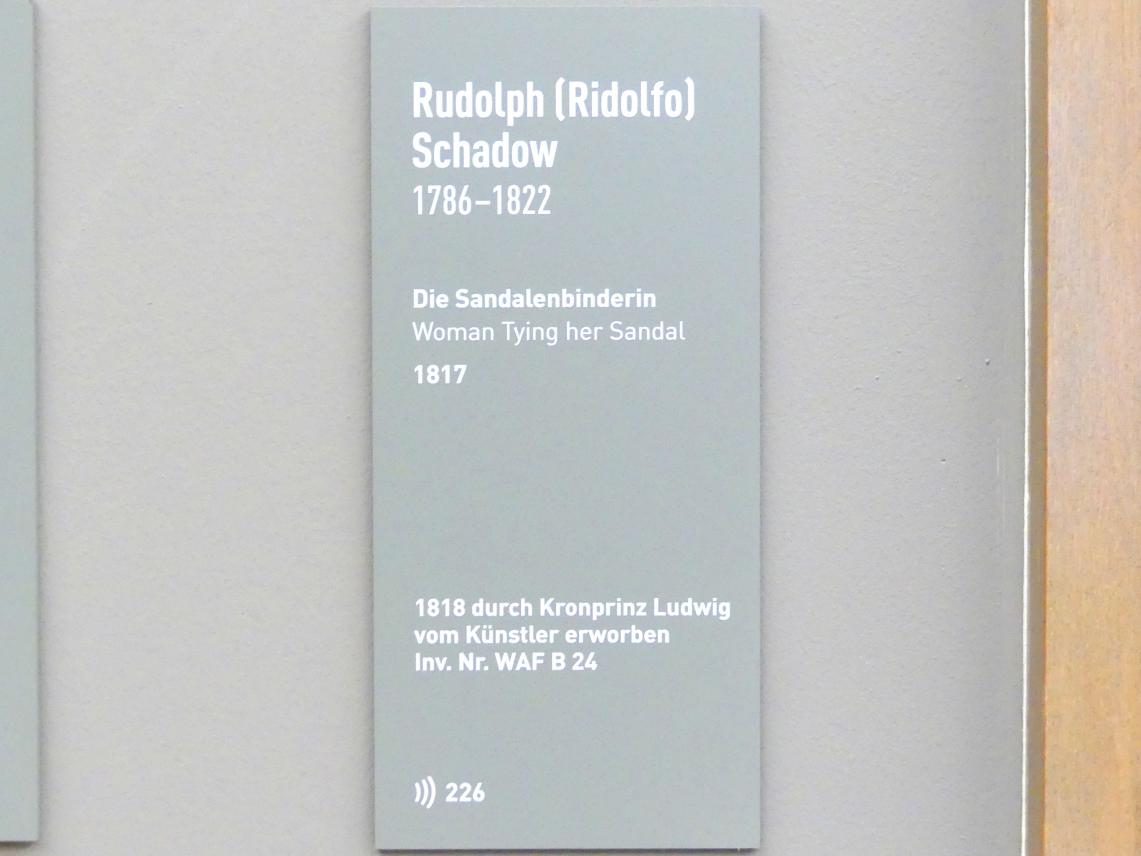 Rudolph (Ridolfo)
Schadow
1786–1822
Die Sandalenbinderin
Woman Tying her Sandal
1817
1818 durch Kronprinz Ludwig
vom Künstler erworben
Inv. Nr. WAF B 24
226